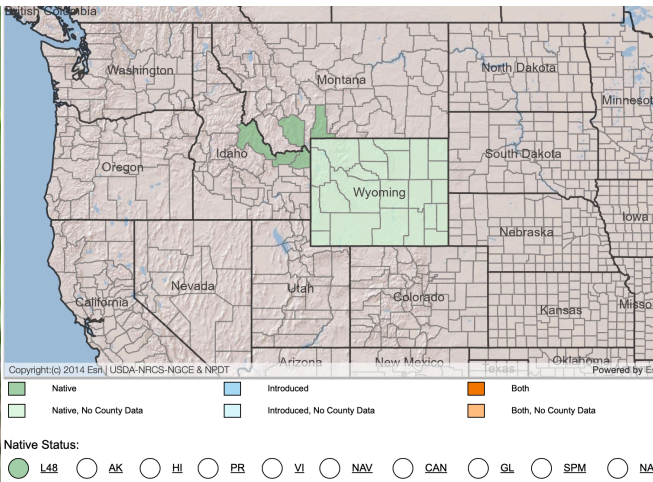 British Columbia
Washington
Montana
North Dakota
Minnesot
Oregon
Idaho
South Dakota
Wyoming
Iowa
Nebraska
Nevada
Utah
Colorado
California
Kansas
Misso
Arizona
New Mexico
Oklahoma
Texas
Copyright:(c) 2014 Esri | USDA-NRCS-NGCE & NPDT
Powered by Es
Native Introduced Both
Native, No County Data Introduced, No County Data Both, No County Data
Native Status:
L48 AK HI PR VI NAV CAN GL SPM NA